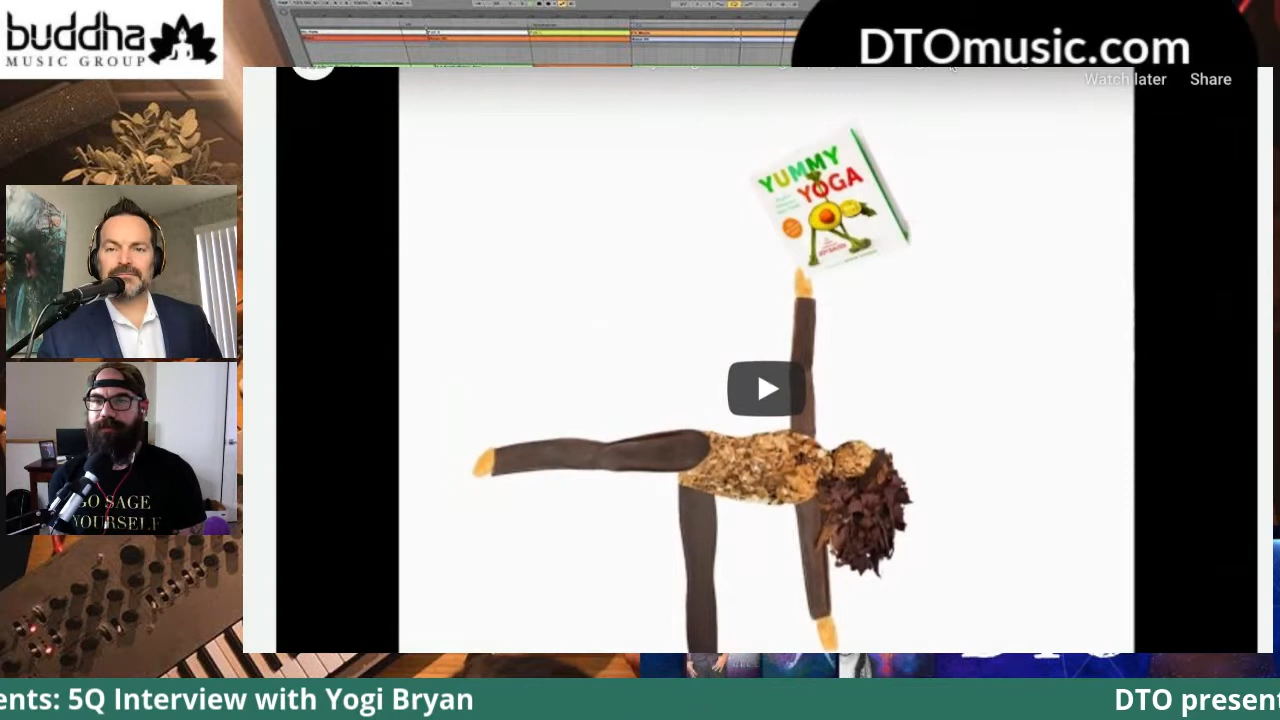 buddha
MUSIC GROUP
DTOmusic.com
Watch later Share
YUMMY
YOGA
GO SAGE
YOURSELF
ents: 5Q Interview with Yogi Bryan
DTO present